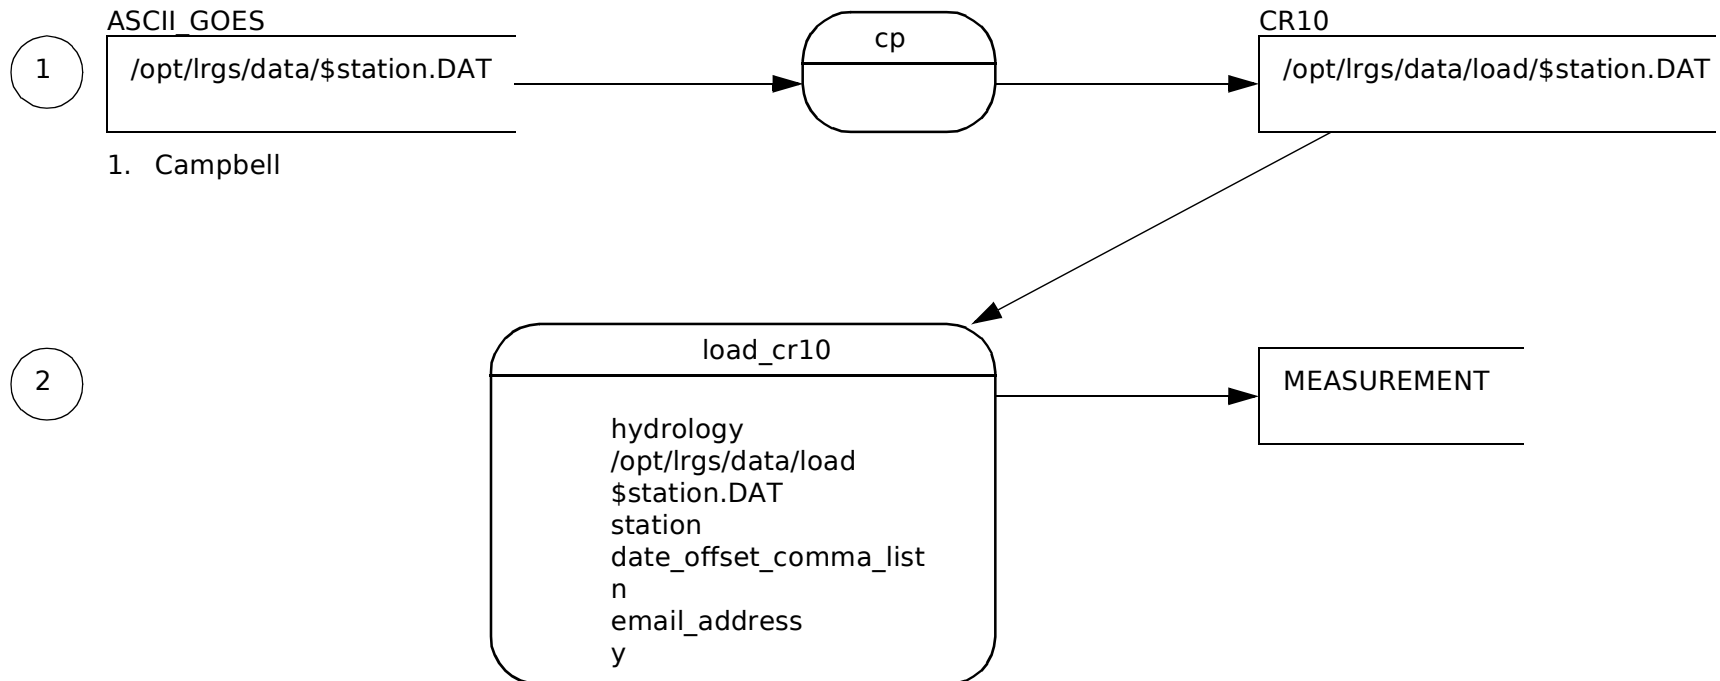 ASCII_GOES
cp
CR10
1
/opt/lrgs/data/$station.DAT
/opt/lrgs/data/load/$station.DAT
1. Campbell
load_cr10
2
MEASUREMENT
hydrology
/opt/lrgs/data/load
$station.DAT
station
date_offset_comma_list
n
email_address
y